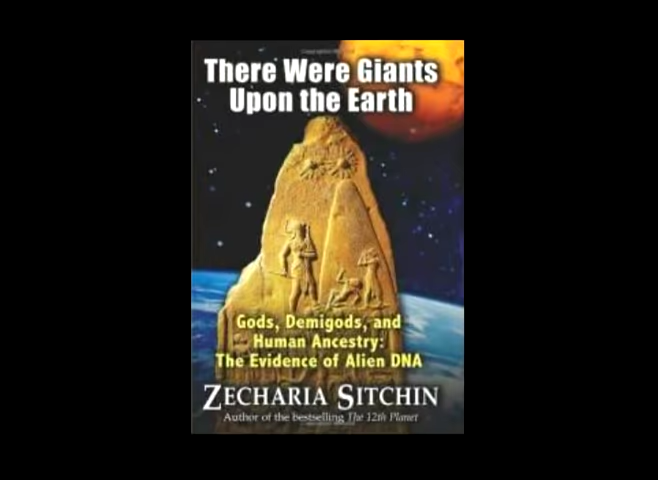 There Were Giants
Upon the Earth
Gods, Demigods, and
Human Ancestry:
The Evidence of Alien DNA
ZECHARIA SITCHIN
Author of the bestselling The 12th Planet